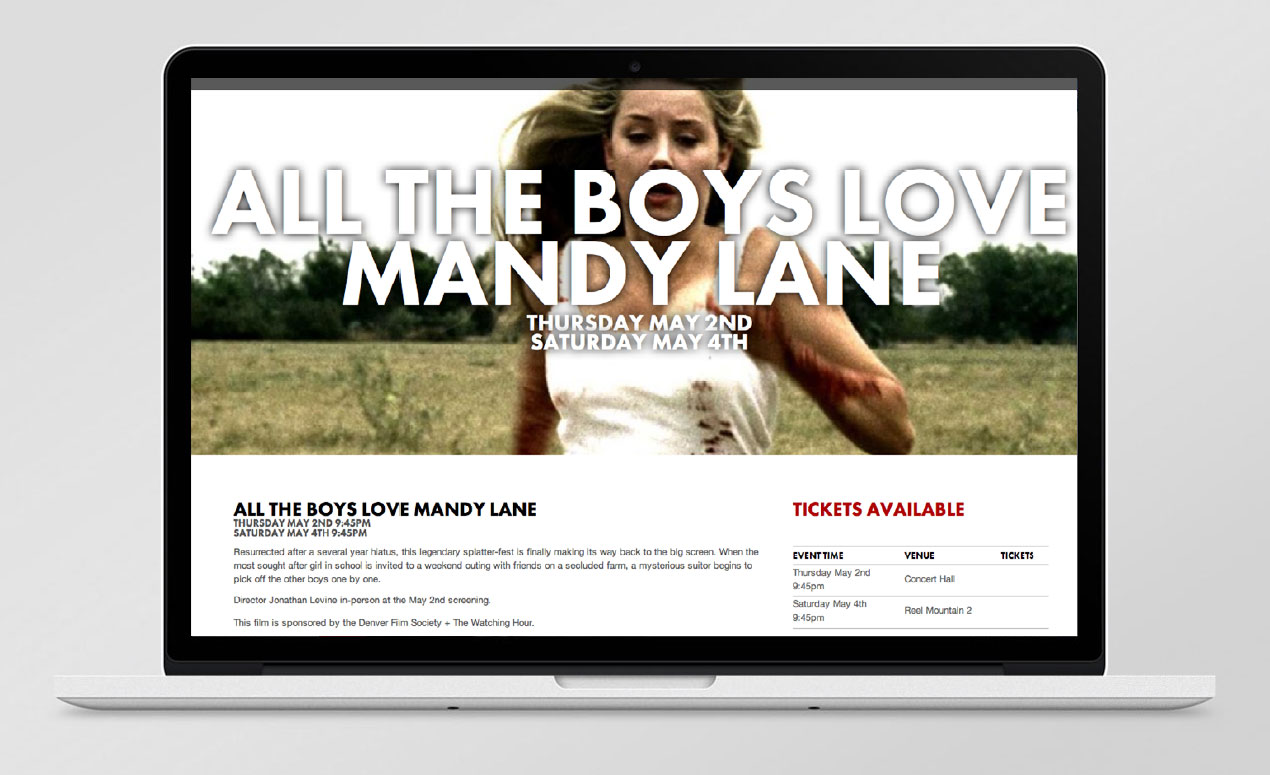 ALL THE BOYS LOVE
MANDY LANE
THURSDAY MAY 2ND
SATURDAY MAY 4TH
ALL THE BOYS LOVE MANDY LANE
THURSDAY MAY 2ND 9:45PM
SATURDAY MAY 4TH 9:45PM
Resurrected after a several year hiatus, this legendary splatter-fest is finally making its way back to the big screen. When the
most sought after girl in school is invited to a weekend outing with friends on a secluded farm, a mysterious suitor begins to
pick off the other boys one by one.
Director Jonathan Levine in-person at the May 2nd screening.
This film is sponsored by the Denver Film Society + The Watching Hour.
TICKETS AVAILABLE
EVENT TIME VENUE TICKETS
Thursday May 2nd
9:45pm
Concert Hall
Saturday May 4th
9:45pm
Reel Mountain 2